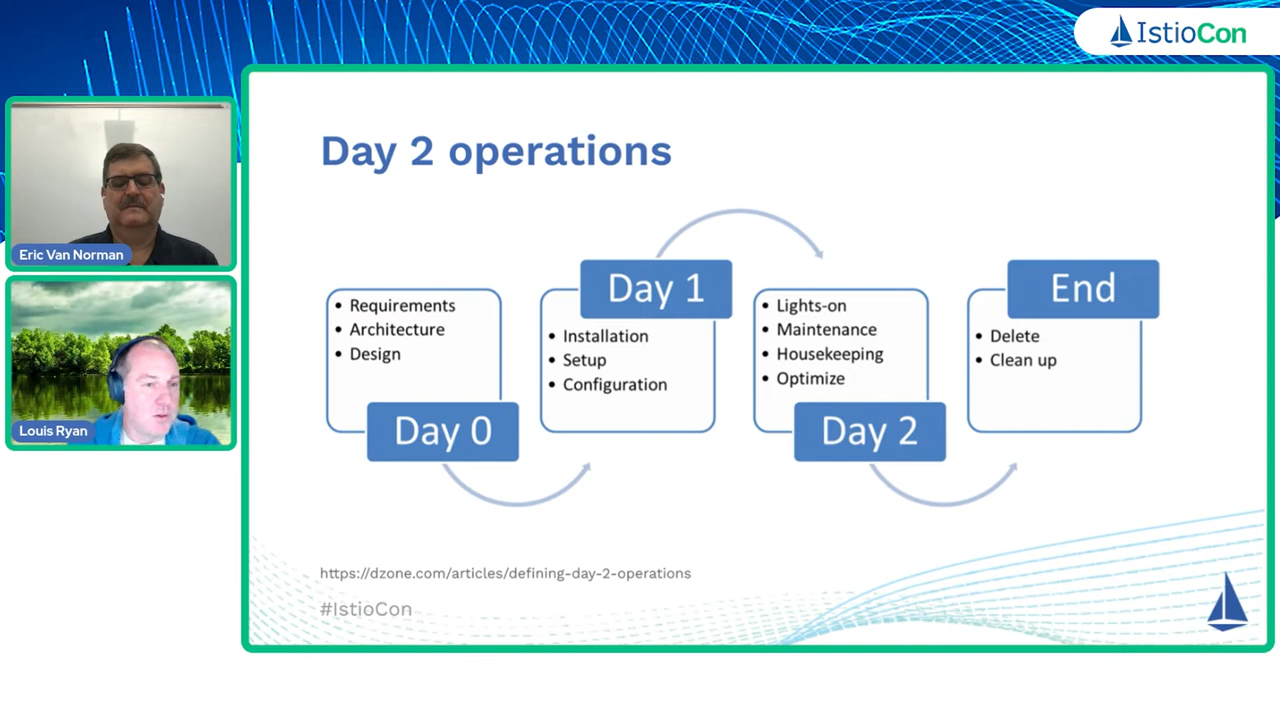 IstioCon
Day 2 operations
Eric Van Norman
Louis Ryan
• Requirements
• Architecture
• Design
Day 0
Day 1
• Installation
• Setup
• Configuration
• Lights-on
• Maintenance
• Housekeeping
• Optimize
Day 2
End
• Delete
• Clean up
https://dzone.com/articles/defining-day-2-operations
#IstioCon